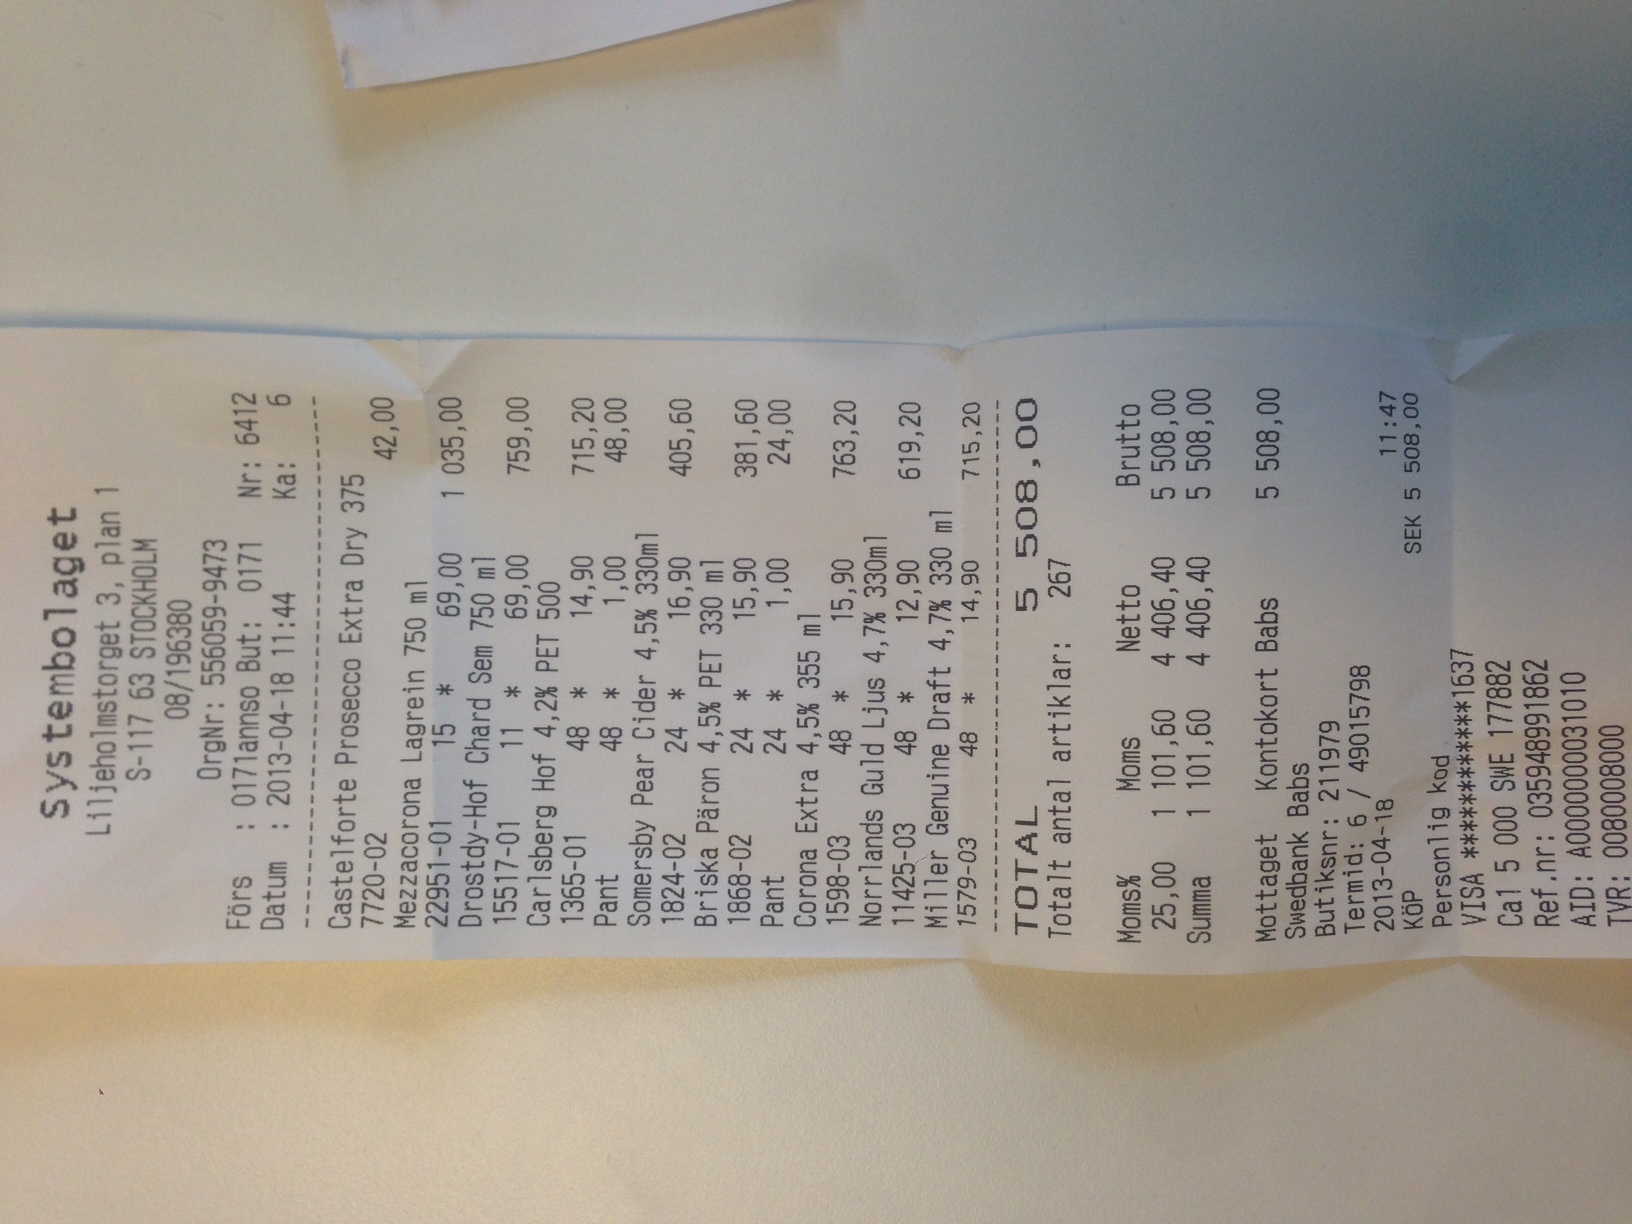 Systembolaget
Liljeholmstorget 3, plan 1
S-117 63 STOCKHOLM
08/196380
OrgNr: 556059-9473
Förs : 0171annso But: 0171 Nr: 6412
Datum : 2013-04-18 11:44 Ka: 6
--------------------------------
Castelforte Prosecco Extra Dry 375
7720-02 42,00
Mezzacorona Lagrein 750 ml
22951-01 15 * 69,00 1 035,00
Drostdy-Hof Chard Sem 750 ml
15517-01 11 * 69,00 759,00
Carlsberg Hof 4,2% PET 500
1365-01 48 * 14,90 715,20
Pant 48 * 1,00 48,00
Somersby Pear Cider 4,5% 330ml
1824-02 24 * 16,90 405,60
Briska Päron 4,5% PET 330 ml
1868-02 24 * 15,90 381,60
Pant 24 * 1,00 24,00
Corona Extra 4,5% 355 ml
1598-03 48 * 15,90 763,20
Norrlands Guld Ljus 4,7% 330ml
11425-03 48 * 12,90 619,20
Miller Genuine Draft 4,7% 330 ml
1579-03 48 * 14,90 715,20
--------------------------------
TOTAL 5 508,00
Totalt antal artiklar: 267
Moms% Moms Netto Brutto
25,00 1 101,60 4 406,40 5 508,00
Summa 1 101,60 4 406,40 5 508,00
Mottaget Kontokort Babs 5 508,00
Swedbank Babs
Butiksnr: 211979
Termid: 6 / 49015798
2013-04-18 11:47
KÖP SEK 5 508,00
Personlig kod
VISA ************1637
Ca1 5 000 SWE 177882
Ref.nr: 035948991862
AID: A0000000031010
TVR: 0080008000